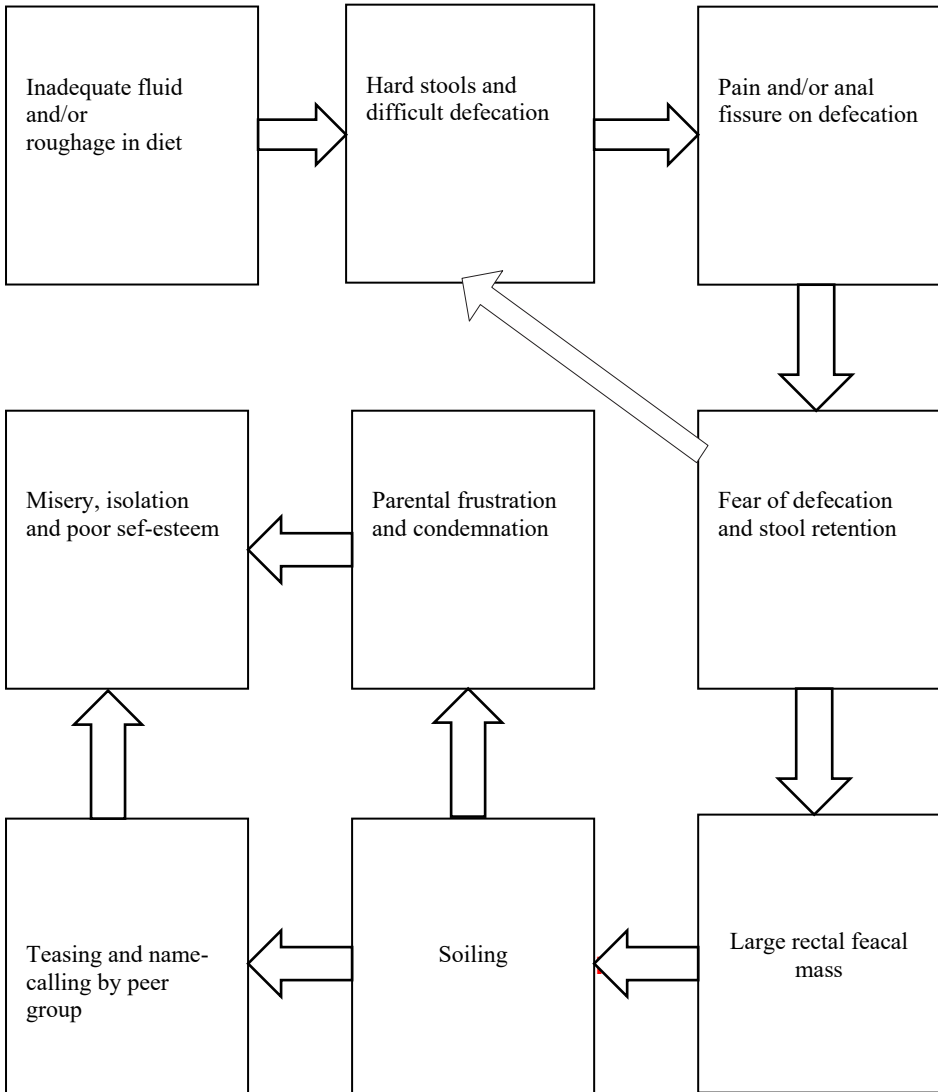 Inadequate fluid
and/or
roughage in diet
Hard stools and
difficult defecation
Pain and/or anal
fissure on defecation
Misery, isolation
and poor sef-esteem
Parental frustration
and condemnation
Fear of defecation
and stool retention
Teasing and name-
calling by peer
group
Soiling
Large rectal feacal
mass